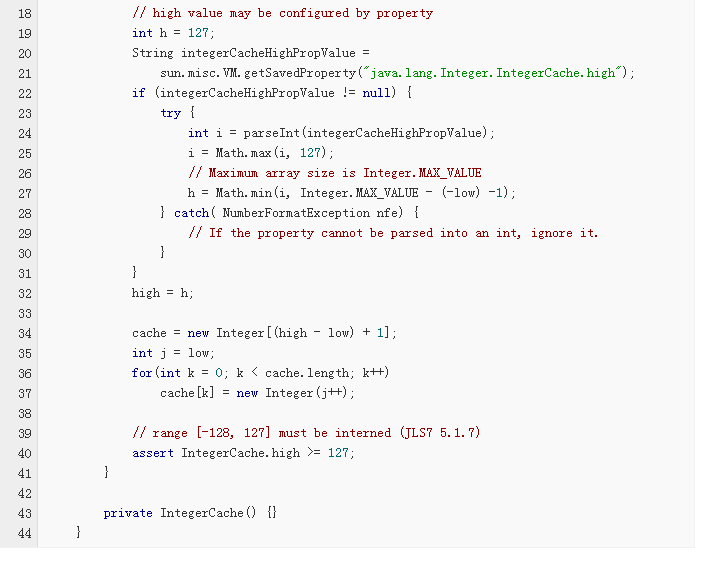 18 // high value may be configured by property
19 int h = 127;
20 String integerCacheHighPropValue =
21 sun.misc.VM.getSavedProperty("java.lang.Integer.IntegerCache.high");
22 if (integerCacheHighPropValue != null) {
23 try {
24 int i = parseInt(integerCacheHighPropValue);
25 i = Math.max(i, 127);
26 // Maximum array size is Integer.MAX_VALUE
27 h = Math.min(i, Integer.MAX_VALUE - (-low) -1);
28 } catch( NumberFormatException nfe) {
29 // If the property cannot be parsed into an int, ignore it.
30 }
31 }
32 high = h;
33
34 cache = new Integer[(high - low) + 1];
35 int j = low;
36 for(int k = 0; k < cache.length; k++)
37 cache[k] = new Integer(j++);
38
39 // range [-128, 127] must be interned (JLS7 5.1.7)
40 assert IntegerCache.high >= 127;
41 }
42
43 private IntegerCache() {}
44 }